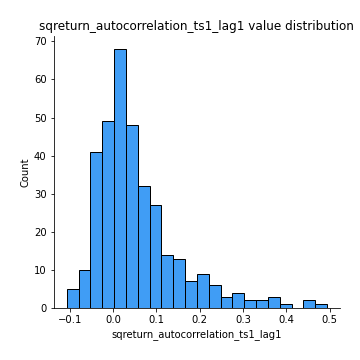 sqreturn_autocorrelation_ts1_lag1 value distribution
70
60
50
40
30
20
10
0
Count
−0.1 0.0 0.1 0.2 0.3 0.4 0.5
sqreturn_autocorrelation_ts1_lag1